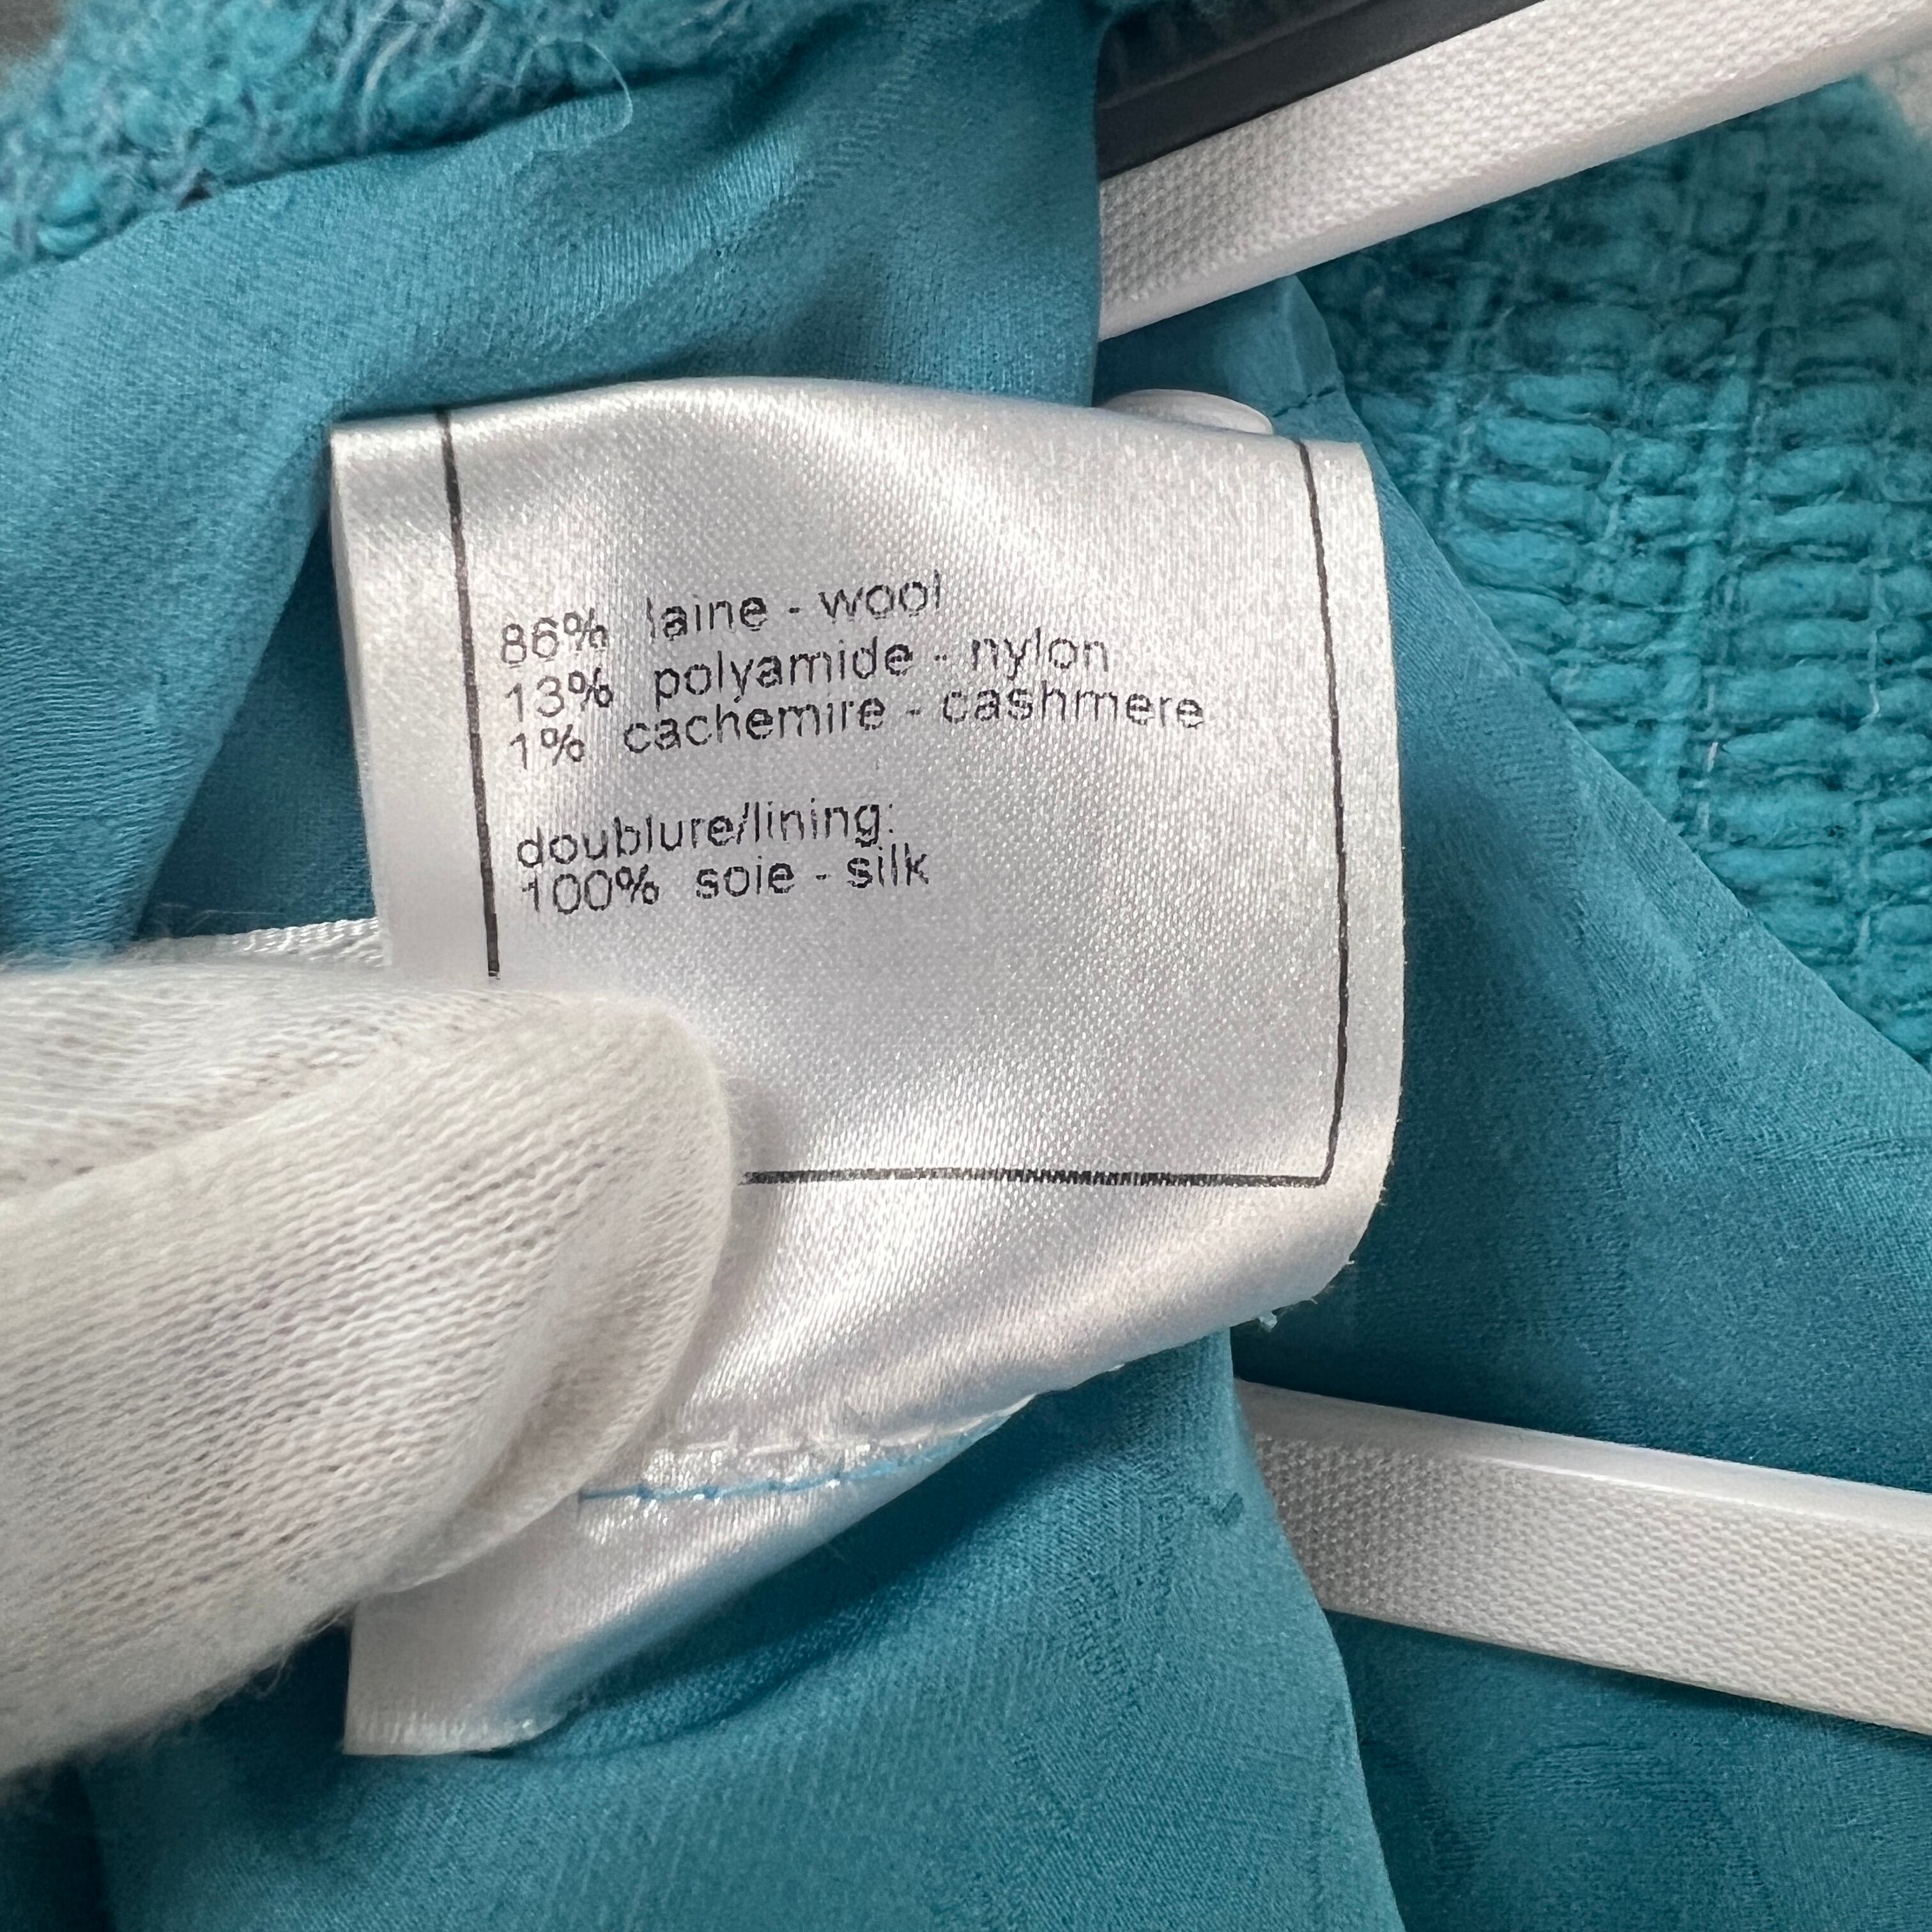 86% laine - wool
13% polyamide - nylon
1% cachemire - cashmere
doublure/lining:
100% soie - silk